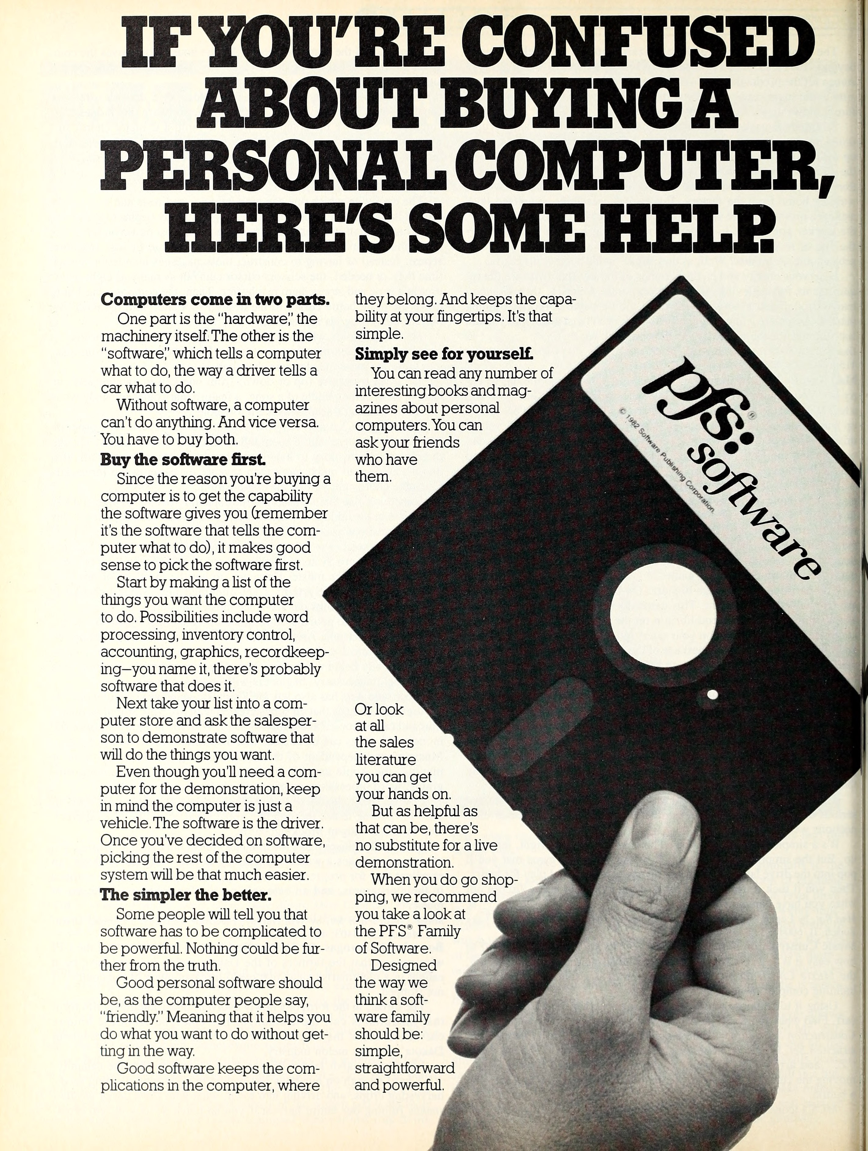 IF YOU'RE CONFUSED
ABOUT BUYING A
PERSONAL COMPUTER,
HERE'S SOME HELP.
Computers come in two parts.
One part is the “hardware,” the
machinery itself. The other is the
“software,” which tells a computer
what to do, the way a driver tells a
car what to do.
Without software, a computer
can't do anything. And vice versa.
You have to buy both.
Buy the software first.
Since the reason you're buying a
computer is to get the capability
the software gives you (remember
it's the software that tells the com-
puter what to do), it makes good
sense to pick the software first.
Start by making a list of the
things you want the computer
to do. Possibilities include word
processing, inventory control,
accounting, graphics, recordkeep-
ing—you name it, there's probably
software that does it.
Next take your list into a com-
puter store and ask the salesper-
son to demonstrate software that
will do the things you want.
Even though you'll need a com-
puter for the demonstration, keep
in mind the computer is just a
vehicle. The software is the driver.
Once you've decided on software,
picking the rest of the computer
system will be that much easier.
The simpler the better.
Some people will tell you that
software has to be complicated to
be powerful. Nothing could be fur-
ther from the truth.
Good personal software should
be, as the computer people say,
“friendly.” Meaning that it helps you
do what you want to do without get-
ting in the way.
Good software keeps the com-
plications in the computer, where
they belong. And keeps the capa-
bility at your fingertips. It's that
simple.
Simply see for yourself.
You can read any number of
interesting books and mag-
azines about personal
computers. You can
ask your friends
who have
them.
Or look
at all
the sales
literature
you can get
your hands on.
But as helpful as
that can be, there's
no substitute for a live
demonstration.
When you do go shop-
ping, we recommend
you take a look at
the PFS® Family
of Software.
Designed
the way we
think a soft-
ware family
should be:
simple,
straightforward
and powerful.
pfs:®
software
© 1982 Software Publishing Corporation